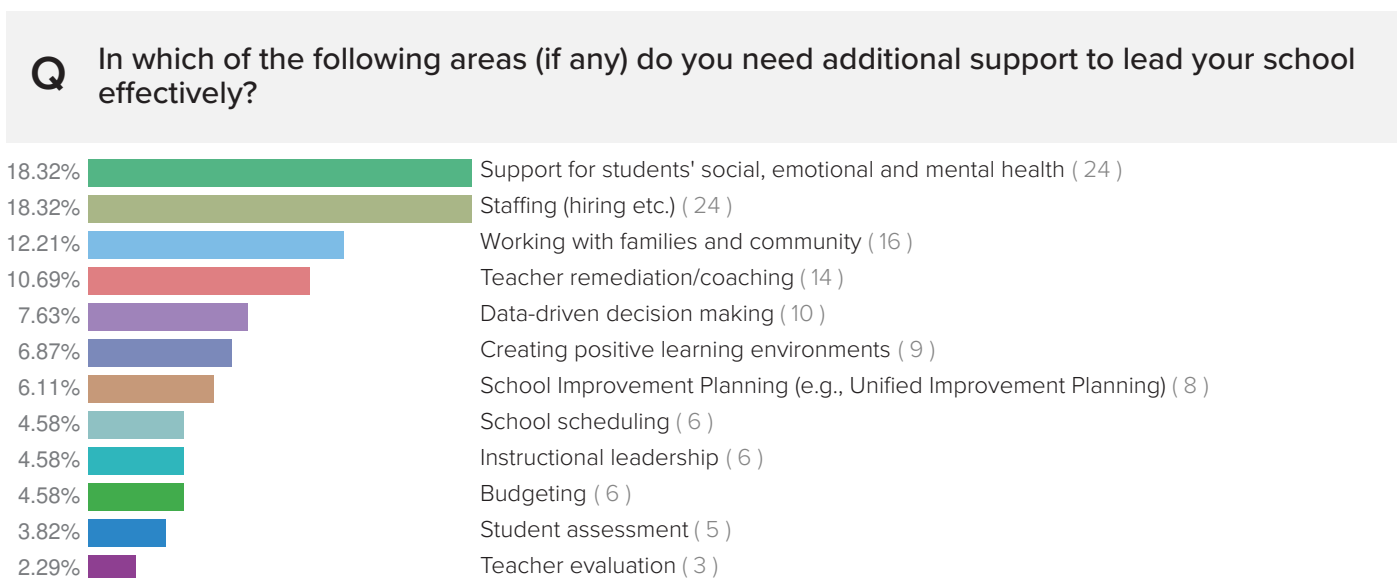 Q In which of the following areas (if any) do you need additional support to lead your school
effectively?
18.32% Support for students' social, emotional and mental health ( 24 )
18.32% Staffing (hiring etc.) ( 24 )
12.21% Working with families and community ( 16 )
10.69% Teacher remediation/coaching ( 14 )
7.63% Data-driven decision making ( 10 )
6.87% Creating positive learning environments ( 9 )
6.11% School Improvement Planning (e.g., Unified Improvement Planning) ( 8 )
4.58% School scheduling ( 6 )
4.58% Instructional leadership ( 6 )
4.58% Budgeting ( 6 )
3.82% Student assessment ( 5 )
2.29% Teacher evaluation ( 3 )